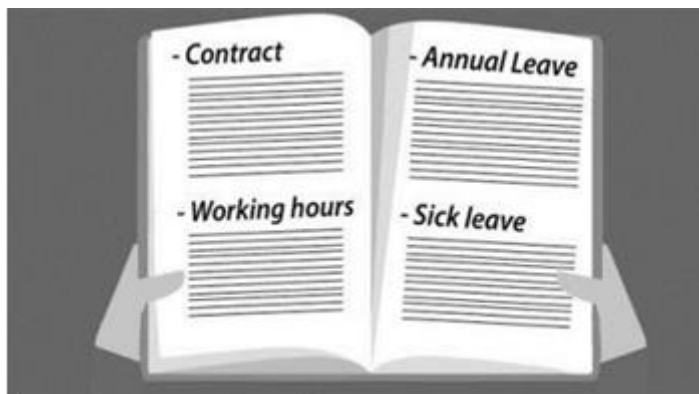 - Contract
- Working hours
- Annual Leave
- Sick leave